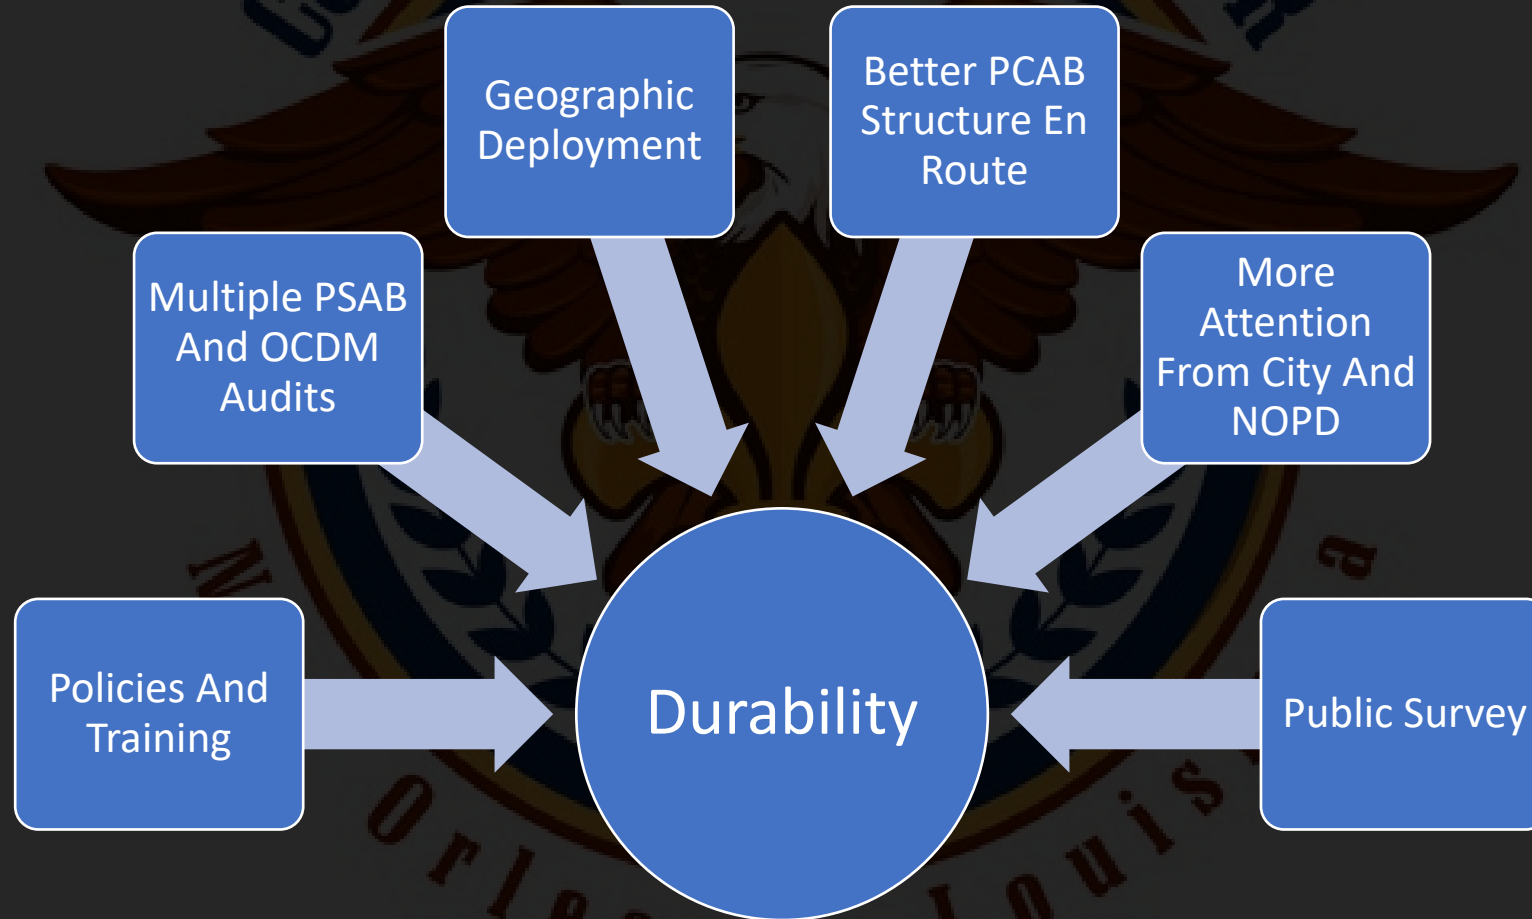 Geographic
Deployment
Better PCAB
Structure En
Route
Multiple PSAB
And OCDM
Audits
More
Attention
From City And
NOPD
Policies And
Training
Durability
Public Survey